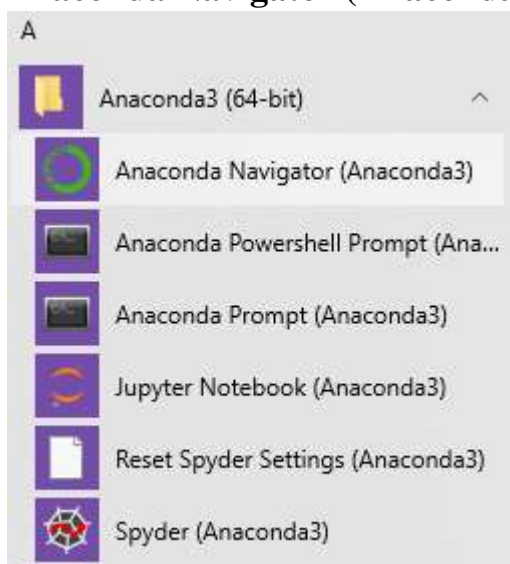 A
Anaconda3 (64-bit)
Anaconda Navigator (Anaconda3)
Anaconda Powershell Prompt (Ana...
Anaconda Prompt (Anaconda3)
Jupyter Notebook (Anaconda3)
Reset Spyder Settings (Anaconda3)
Spyder (Anaconda3)